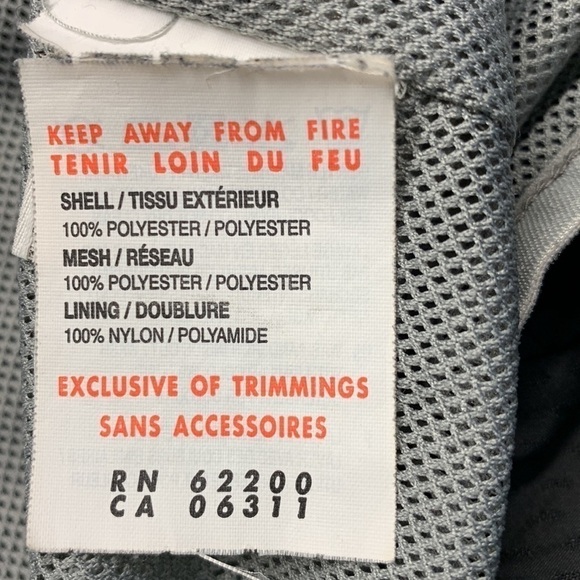 KEEP AWAY FROM FIRE
TENIR LOIN DU FEU
SHELL / TISSU EXTÉRIEUR
100% POLYESTER / POLYESTER
MESH / RÉSEAU
100% POLYESTER / POLYESTER
LINING / DOUBLURE
100% NYLON / POLYAMIDE
EXCLUSIVE OF TRIMMINGS
SANS ACCESSOIRES
RN 62200
CA 06311